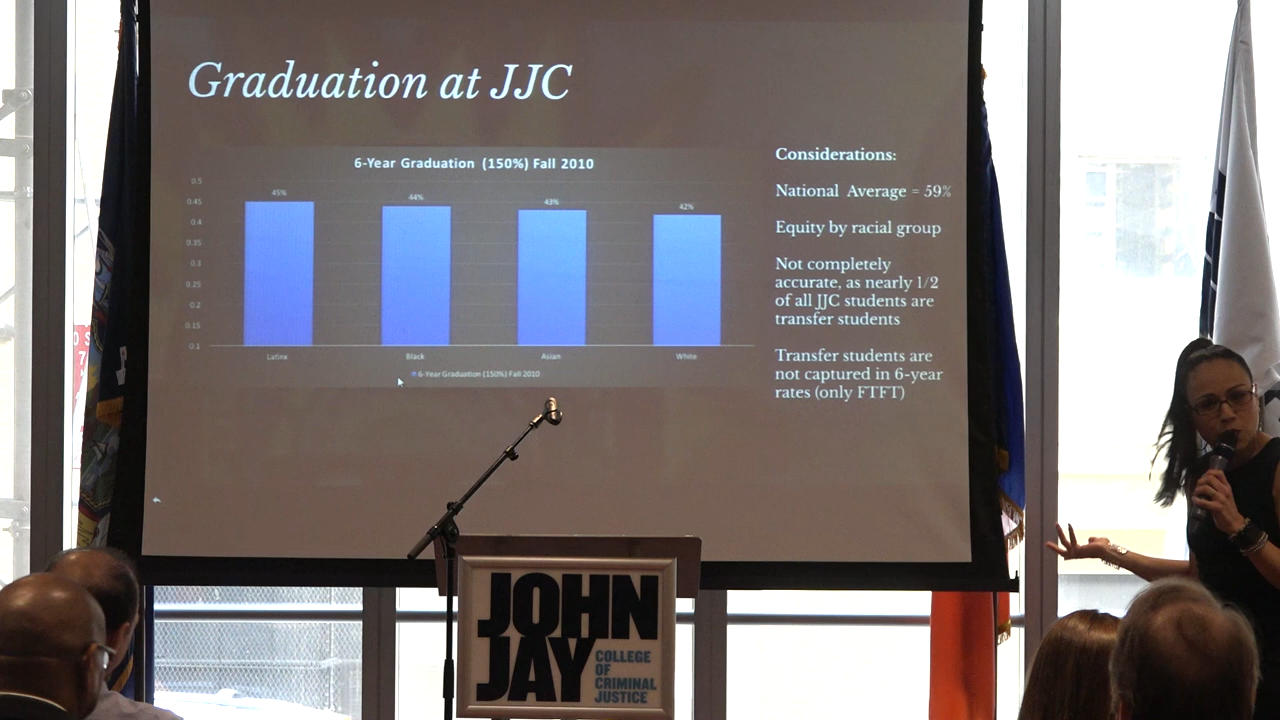 Graduation at JJC
6-Year Graduation (150%) Fall 2010
0.5
0.45
0.4
0.35
0.3
0.25
0.2
0.15
0.1
45%
44%
43%
42%
Latinx
Black
Asian
White
6-Year Graduation (150%) Fall 2010
Considerations:
National Average = 59%
Equity by racial group
Not completely
accurate, as nearly 1/2
of all JJC students are
transfer students
Transfer students are
not captured in 6-year
rates (only FTFT)
JOHN
JAY
COLLEGE
OF
CRIMINAL
JUSTICE